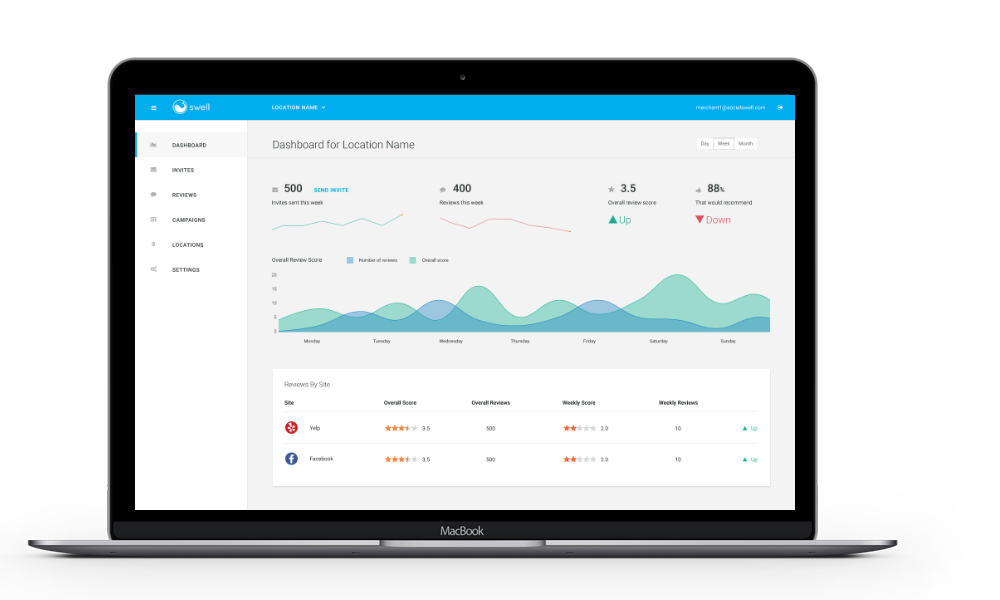 swell
LOCATION NAME
merchant1@socialswell.com
DASHBOARD
INVITES
REVIEWS
CAMPAIGNS
LOCATIONS
SETTINGS
Dashboard for Location Name
Day Week Month
500 SEND INVITE
Invites sent this week
400
Reviews this week
3.5
Overall review score
Up
88%
That would recommend
Down
Overall Review Score Number of reviews Overall score
20
15
10
5
0
Monday Tuesday Wednesday Thursday Friday Saturday Sunday
Reviews By Site
Site Overall Score Overall Reviews Weekly Score Weekly Reviews
Yelp 3.5 500 2.0 10 Up
Facebook 3.5 500 2.0 10 Up
MacBook